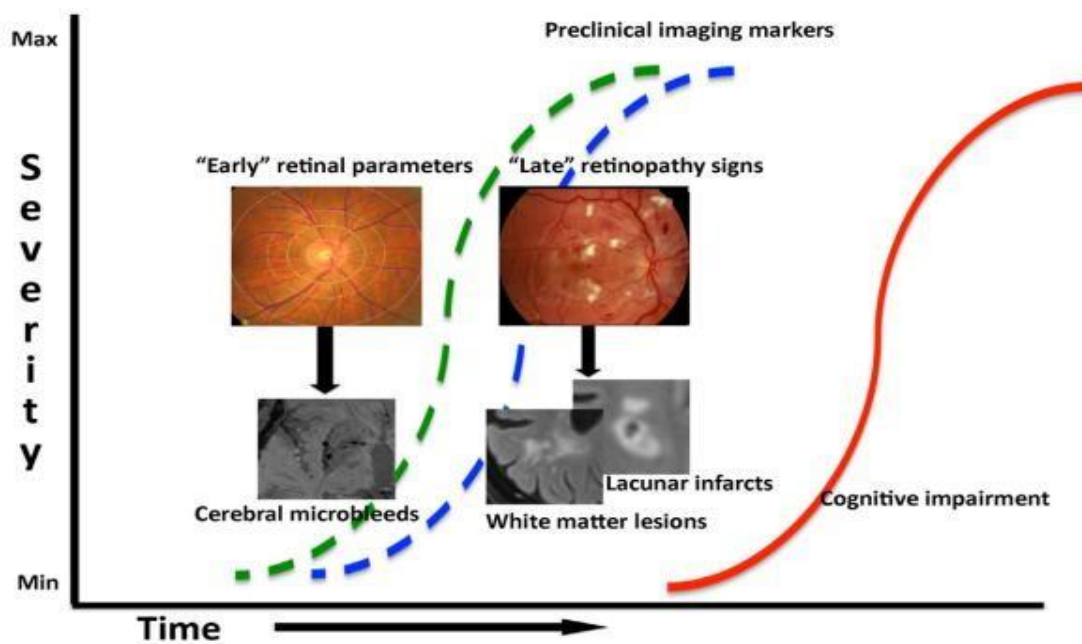 Max
Preclinical imaging markers
Severity
“Early” retinal parameters
“Late” retinopathy signs
Cerebral microbleeds
Lacunar infarcts
White matter lesions
Cognitive impairment
Min
Time